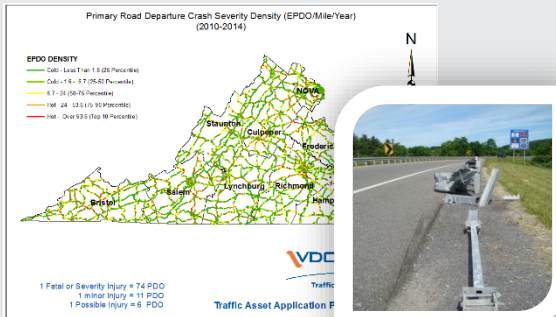 Primary Road Departure Crash Severity Density (EPDO/Mile/Year)
(2010-2014)
N
EPDO DENSITY
Cold - Less Than 1.6 (25 Percentile)
Cold - 1.6 - 6.7 (25-50 Percentile)
6.7 - 24 (50-75 Percentile)
Hot - 24 - 53.5 (75-90 Percentile)
Hot - Over 53.5 (Top 10 Percentile)
NOVA
Staunton
Culpeper
Frederic
Salem
Lynchburg
Richmond
Bristol
Hamp
VDO
Traffic
1 Fatal or Severity Injury = 74 PDO
1 minor Injury = 11 PDO
1 Possible Injury = 6 PDO
Traffic Asset Application P